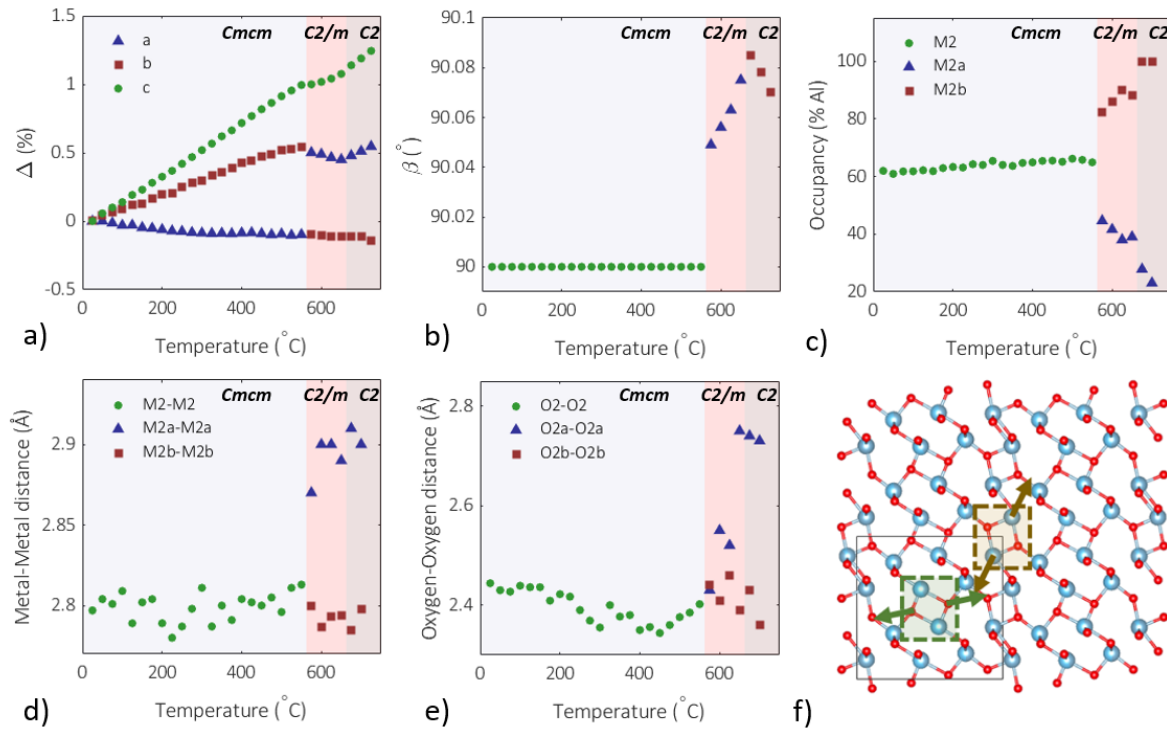 Cmcm C2/m C2
a
b
c
1.5
1
0.5
0
-0.5
Δ (%)
0 200 400 600
Temperature (°C)
a)
Cmcm C2/m C2
90.1
90.08
90.06
90.04
90.02
90
β (°)
0 200 400 600
Temperature (°C)
b)
Cmcm C2/m C2
M2
M2a
M2b
100
80
60
40
20
Occupancy (% Al)
0 200 400 600
Temperature (°C)
c)
Cmcm C2/m C2
M2-M2
M2a-M2a
M2b-M2b
2.9
2.85
2.8
Metal-Metal distance (Å)
0 200 400 600
Temperature (°C)
d)
Cmcm C2/m C2
O2-O2
O2a-O2a
O2b-O2b
2.8
2.6
2.4
Oxygen-Oxygen distance (Å)
0 200 400 600
Temperature (°C)
e)
f)